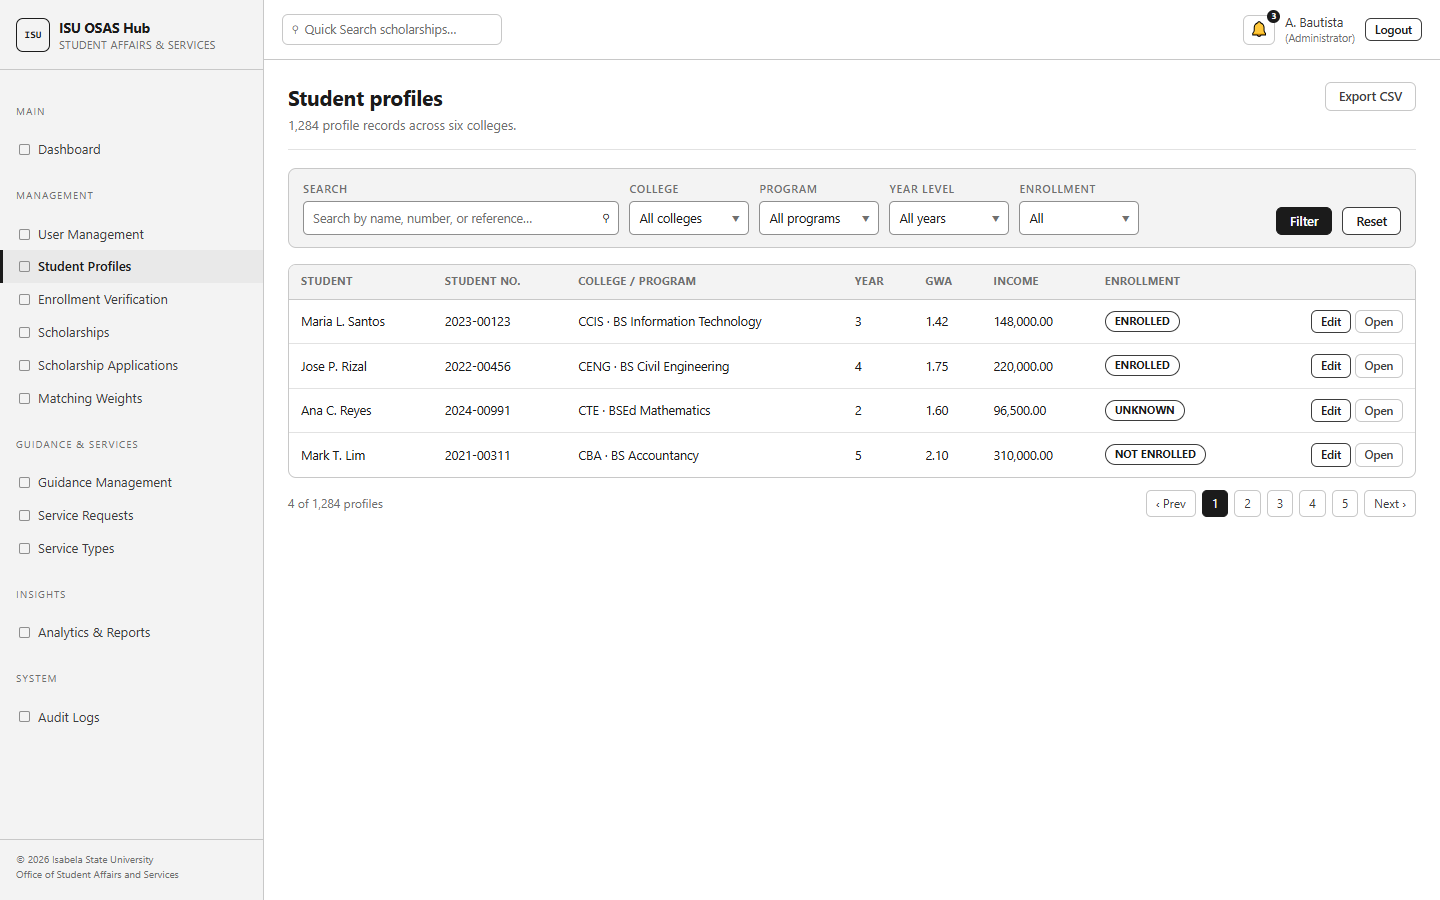 ISU
ISU OSAS Hub
STUDENT AFFAIRS & SERVICES
MAIN
Dashboard
MANAGEMENT
User Management
Student Profiles
Enrollment Verification
Scholarships
Scholarship Applications
Matching Weights
GUIDANCE & SERVICES
Guidance Management
Service Requests
Service Types
INSIGHTS
Analytics & Reports
SYSTEM
Audit Logs
© 2026 Isabela State University
Office of Student Affairs and Services
Quick Search scholarships...
3
A. Bautista
(Administrator)
Logout
Student profiles
1,284 profile records across six colleges.
Export CSV
SEARCH COLLEGE PROGRAM YEAR LEVEL ENROLLMENT
Search by name, number, or reference... All colleges All programs All years All Filter Reset
STUDENT STUDENT NO. COLLEGE / PROGRAM YEAR GWA INCOME ENROLLMENT
Maria L. Santos 2023-00123 CCIS · BS Information Technology 3 1.42 148,000.00 ENROLLED Edit Open
Jose P. Rizal 2022-00456 CENG · BS Civil Engineering 4 1.75 220,000.00 ENROLLED Edit Open
Ana C. Reyes 2024-00991 CTE · BSEd Mathematics 2 1.60 96,500.00 UNKNOWN Edit Open
Mark T. Lim 2021-00311 CBA · BS Accountancy 5 2.10 310,000.00 NOT ENROLLED Edit Open
4 of 1,284 profiles ‹ Prev 1 2 3 4 5 Next ›